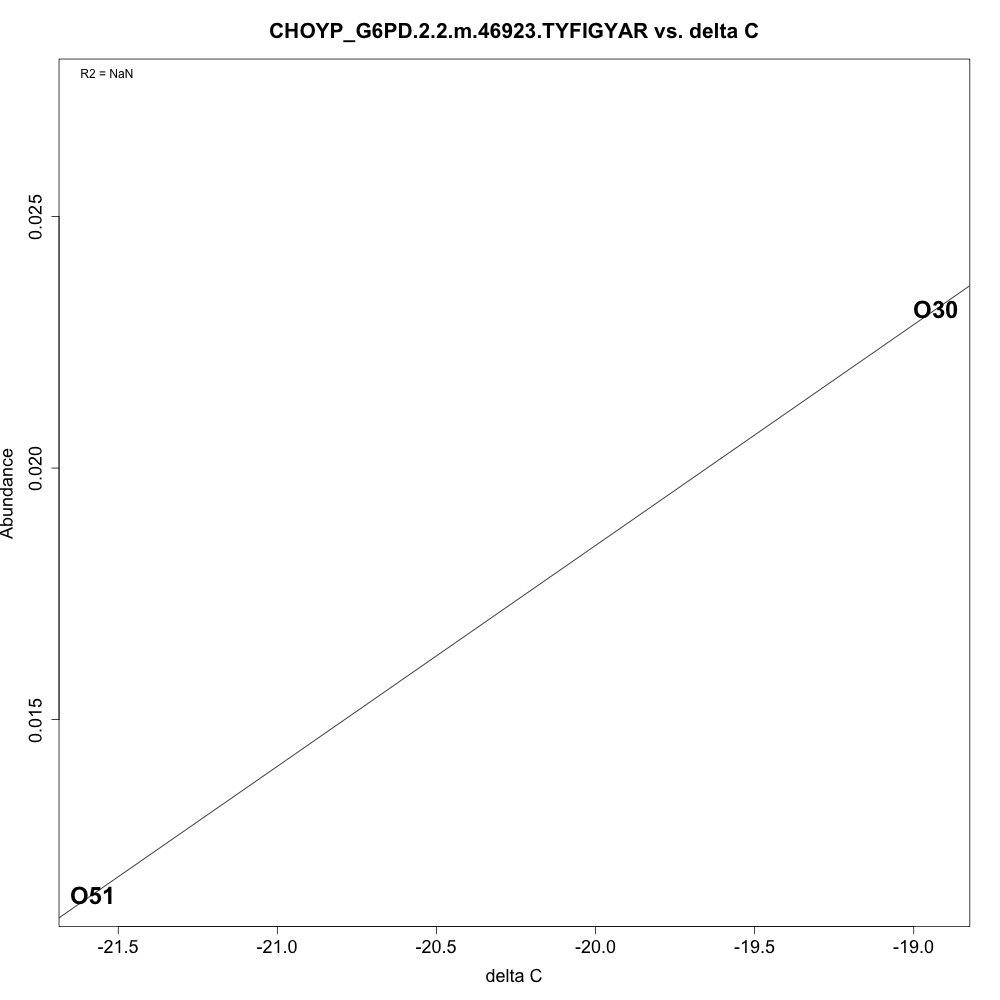 CHOYP_G6PD.2.2.m.46923.TYFIGYAR vs. delta C
R2 = NaN
0.025
O30
0.020
Abundance
0.015
O51
-21.5 -21.0 -20.5 -20.0 -19.5 -19.0
delta C